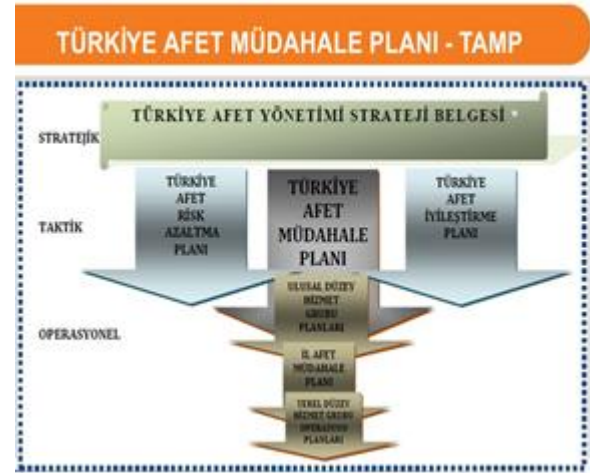 TÜRKİYE AFET MÜDAHALE PLANI - TAMP
TÜRKİYE AFET YÖNETİMİ STRATEJİ BELGESİ
STRATEJİK
TÜRKİYE
AFET
RİSK
AZALTMA
PLANI
TÜRKİYE
AFET
MÜDAHALE
PLANI
TÜRKİYE
AFET
İYİLEŞTİRME
PLANI
TAKTİK
ULUSAL DÜZEY
HİZMET
GRUBU
PLANLARI
OPERASYONEL
İL AFET
MÜDAHALE
PLANI
YEREL DÜZEY
HİZMET GRUBU
OPERASYON
PLANLARI